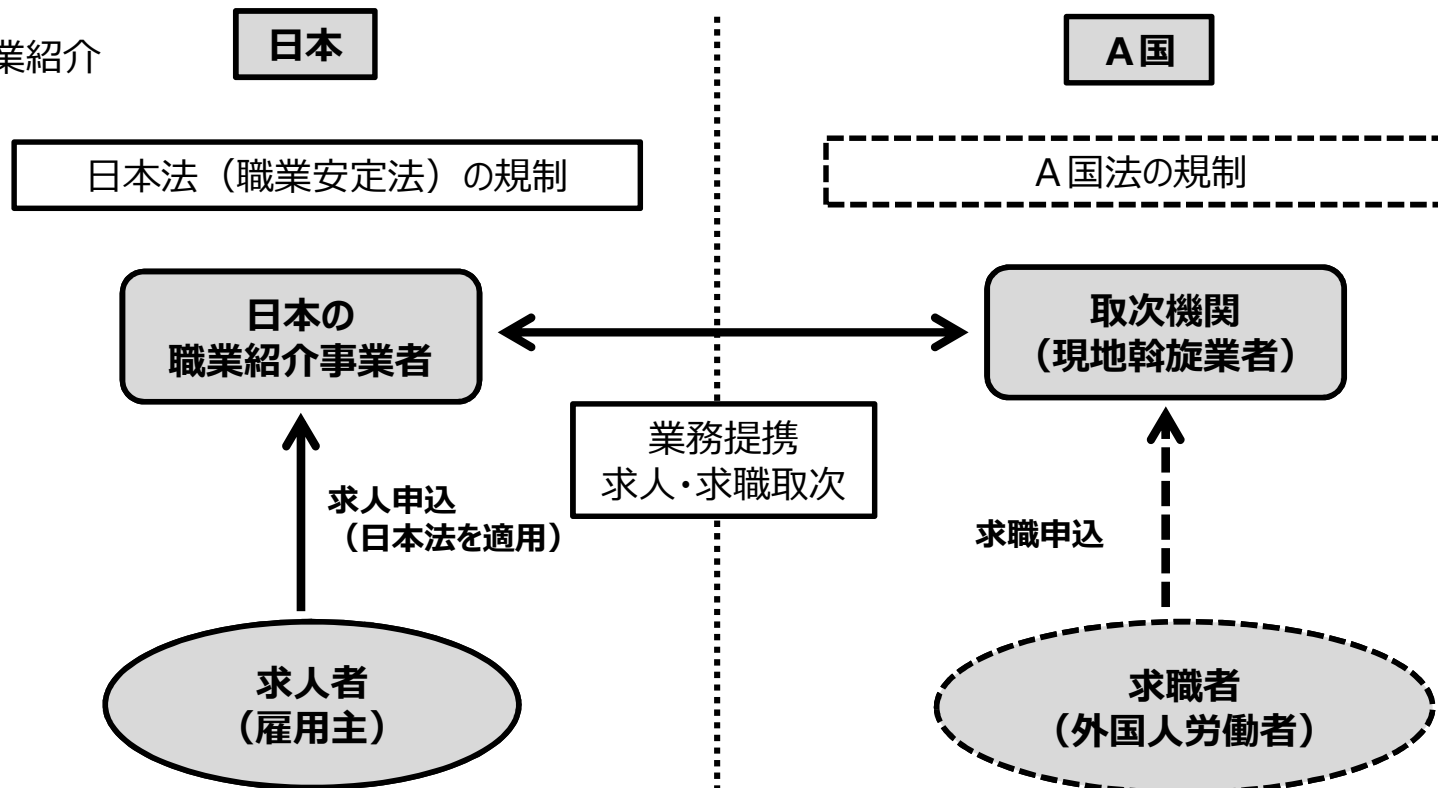 業紹介
日本
A国
日本法（職業安定法）の規制
A国法の規制
日本の
職業紹介事業者
取次機関
（現地斡旋業者）
業務提携
求人・求職取次
求人申込
（日本法を適用）
求職申込
求人者
（雇用主）
求職者
（外国人労働者）